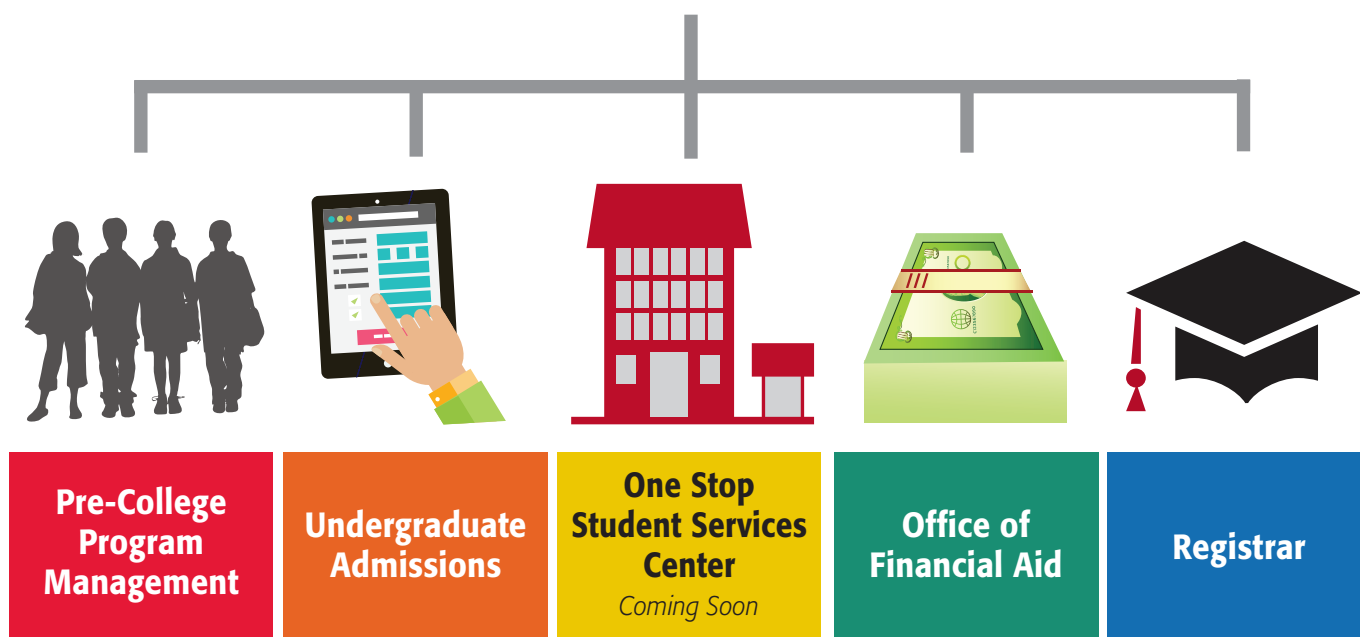 Pre-College
Program
Management
Undergraduate
Admissions
One Stop
Student Services
Center
Coming Soon
Office of
Financial Aid
Registrar